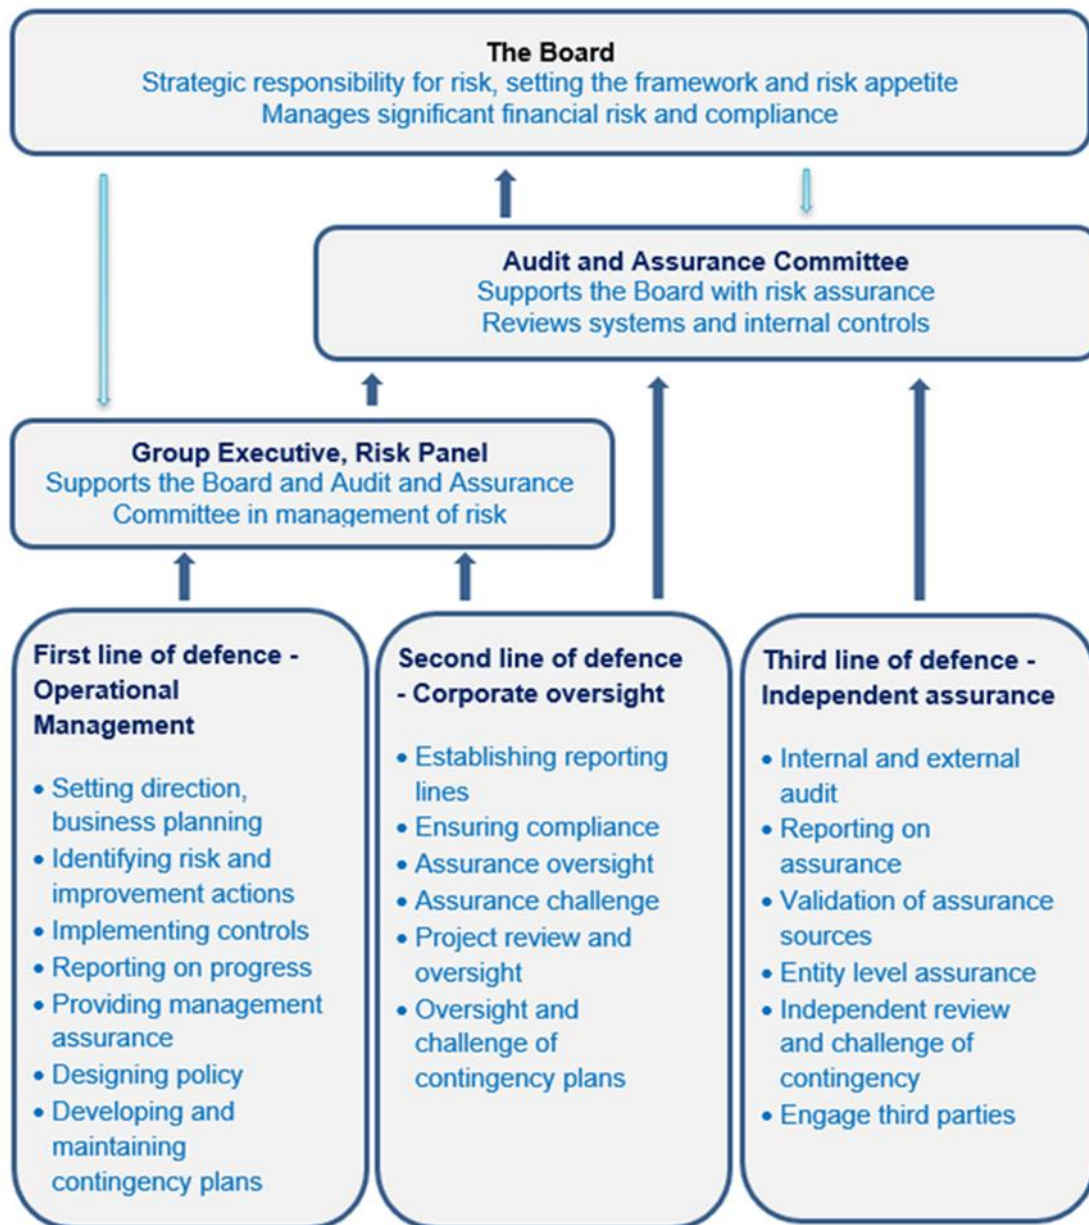 The Board
Strategic responsibility for risk, setting the framework and risk appetite
Manages significant financial risk and compliance
Audit and Assurance Committee
Supports the Board with risk assurance
Reviews systems and internal controls
Group Executive, Risk Panel
Supports the Board and Audit and Assurance
Committee in management of risk
First line of defence -
Operational
Management
• Setting direction,
business planning
• Identifying risk and
improvement actions
• Implementing controls
• Reporting on progress
• Providing management
assurance
• Designing policy
• Developing and
maintaining
contingency plans
Second line of defence
- Corporate oversight
• Establishing reporting
lines
• Ensuring compliance
• Assurance oversight
• Assurance challenge
• Project review and
oversight
• Oversight and
challenge of
contingency plans
Third line of defence -
Independent assurance
• Internal and external
audit
• Reporting on
assurance
• Validation of assurance
sources
• Entity level assurance
• Independent review
and challenge of
contingency
• Engage third parties